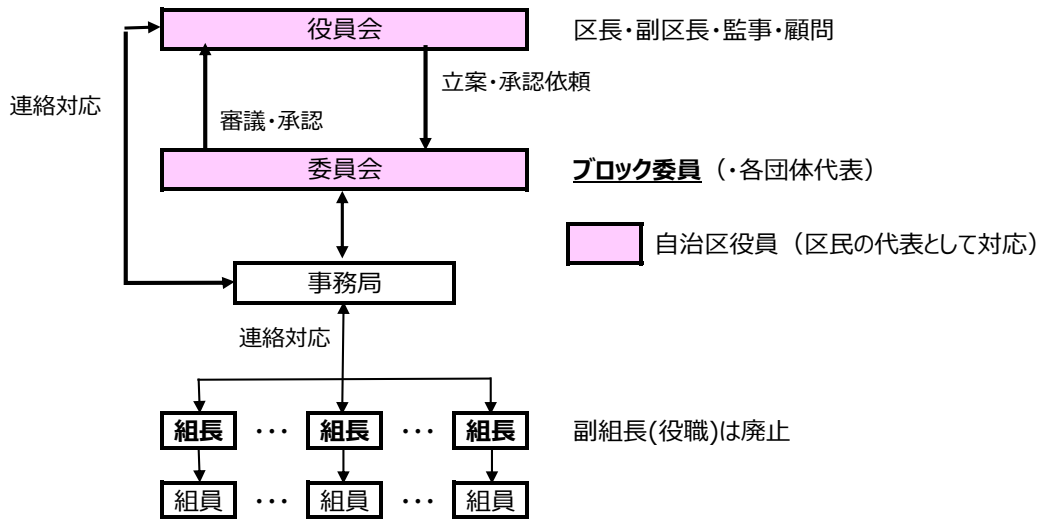 役員会 区長・副区長・監事・顧問
立案・承認依頼
連絡対応
審議・承認
委員会 ブロック委員 （・各団体代表）
自治区役員 （区民の代表として対応）
事務局
連絡対応
組長 ・・・ 組長 ・・・ 組長 副組長(役職)は廃止
組員 ・・・ 組員 ・・・ 組員